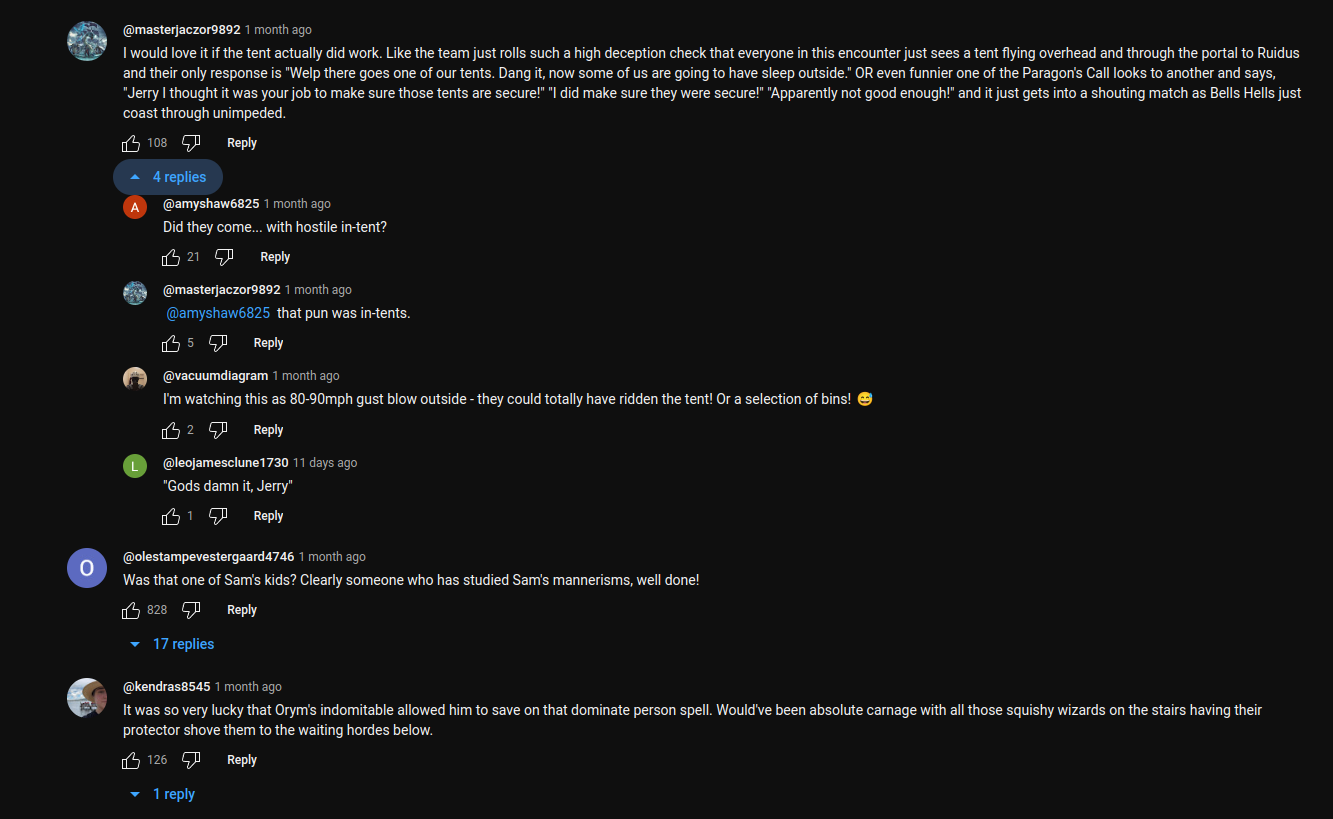 @masterjaczor9892 1 month ago
I would love it if the tent actually did work. Like the team just rolls such a high deception check that everyone in this encounter just sees a tent flying overhead and through the portal to Ruidus
and their only response is "Welp there goes one of our tents. Dang it, now some of us are going to have sleep outside." OR even funnier one of the Paragon's Call looks to another and says,
"Jerry I thought it was your job to make sure those tents are secure!" "I did make sure they were secure!" "Apparently not good enough!" and it just gets into a shouting match as Bells Hells just
coast through unimpeded.
108 Reply
4 replies
A
@amyshaw6825 1 month ago
Did they come... with hostile in-tent?
21 Reply
@masterjaczor9892 1 month ago
@amyshaw6825 that pun was in-tents.
5 Reply
@vacuumdiagram 1 month ago
I'm watching this as 80-90mph gust blow outside - they could totally have ridden the tent! Or a selection of bins! 😅
2 Reply
L
@leojamesclune1730 11 days ago
"Gods damn it, Jerry"
1 Reply
O
@olestampevestergaard4746 1 month ago
Was that one of Sam's kids? Clearly someone who has studied Sam's mannerisms, well done!
828 Reply
17 replies
@kendras8545 1 month ago
It was so very lucky that Orym's indomitable allowed him to save on that dominate person spell. Would've been absolute carnage with all those squishy wizards on the stairs having their
protector shove them to the waiting hordes below.
126 Reply
1 reply